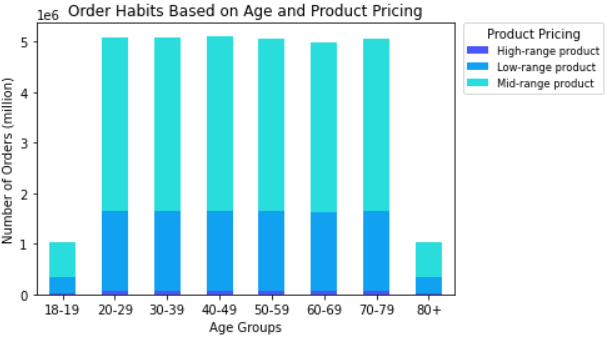 Order Habits Based on Age and Product Pricing
1e6
5
4
3
2
1
0
Number of Orders (million)
18-19 20-29 30-39 40-49 50-59 60-69 70-79 80+
Age Groups
Product Pricing
High-range product
Low-range product
Mid-range product